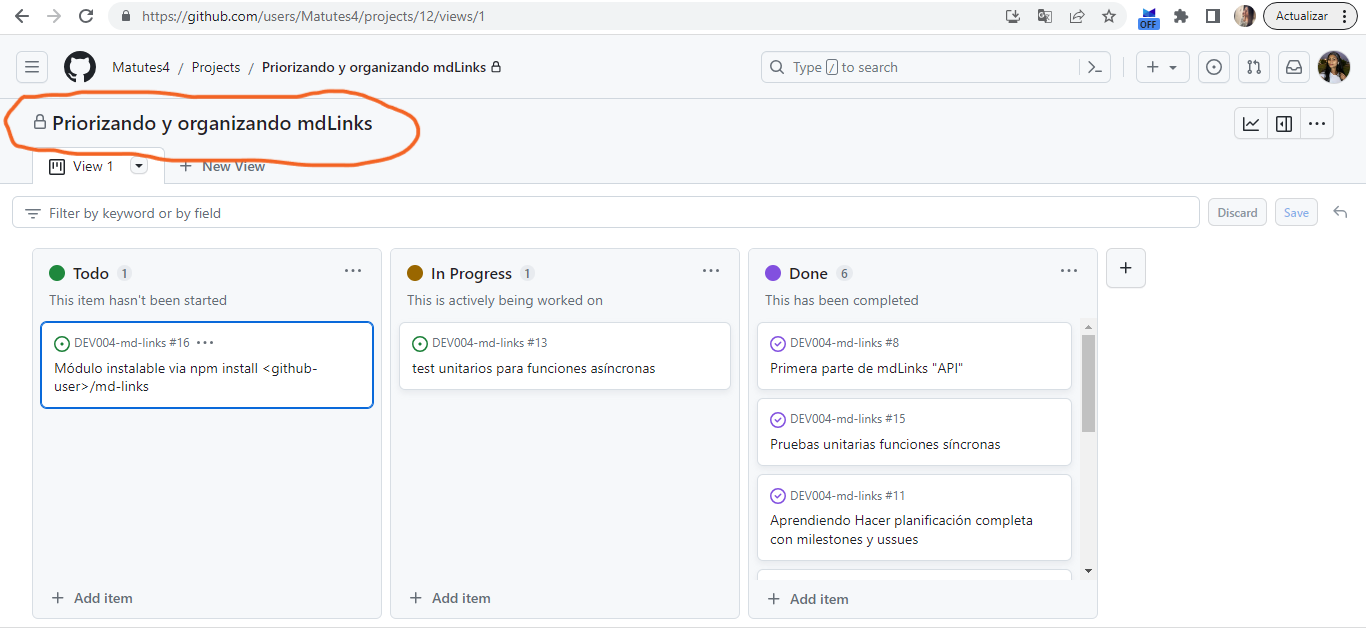 https://github.com/users/Matutes4/projects/12/views/1
OFF
Actualizar
Matutes4 / Projects / Priorizando y organizando mdLinks
Type / to search
Priorizando y organizando mdLinks
View 1
New View
Filter by keyword or by field
Discard
Save
Todo 1
This item hasn't been started
DEV004-md-links #16
Módulo instalable via npm install <github-
user>/md-links
Add item
In Progress 1
This is actively being worked on
DEV004-md-links #13
test unitarios para funciones asíncronas
Add item
Done 6
This has been completed
DEV004-md-links #8
Primera parte de mdLinks "API"
DEV004-md-links #15
Pruebas unitarias funciones síncronas
DEV004-md-links #11
Aprendiendo Hacer planificación completa
con milestones y ussues
Add item